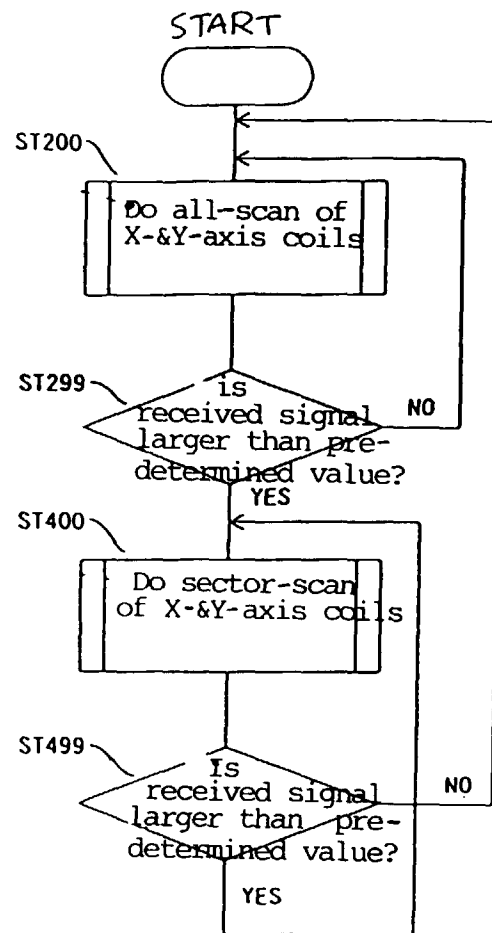 START
ST200
Do all-scan of
X-&Y-axis coils
ST299
is
received signal
larger than pre-
determined value?
NO
YES
ST400
Do sector-scan
of X-&Y-axis coils
ST499
Is
received signal
larger than pre-
determined value?
NO
YES